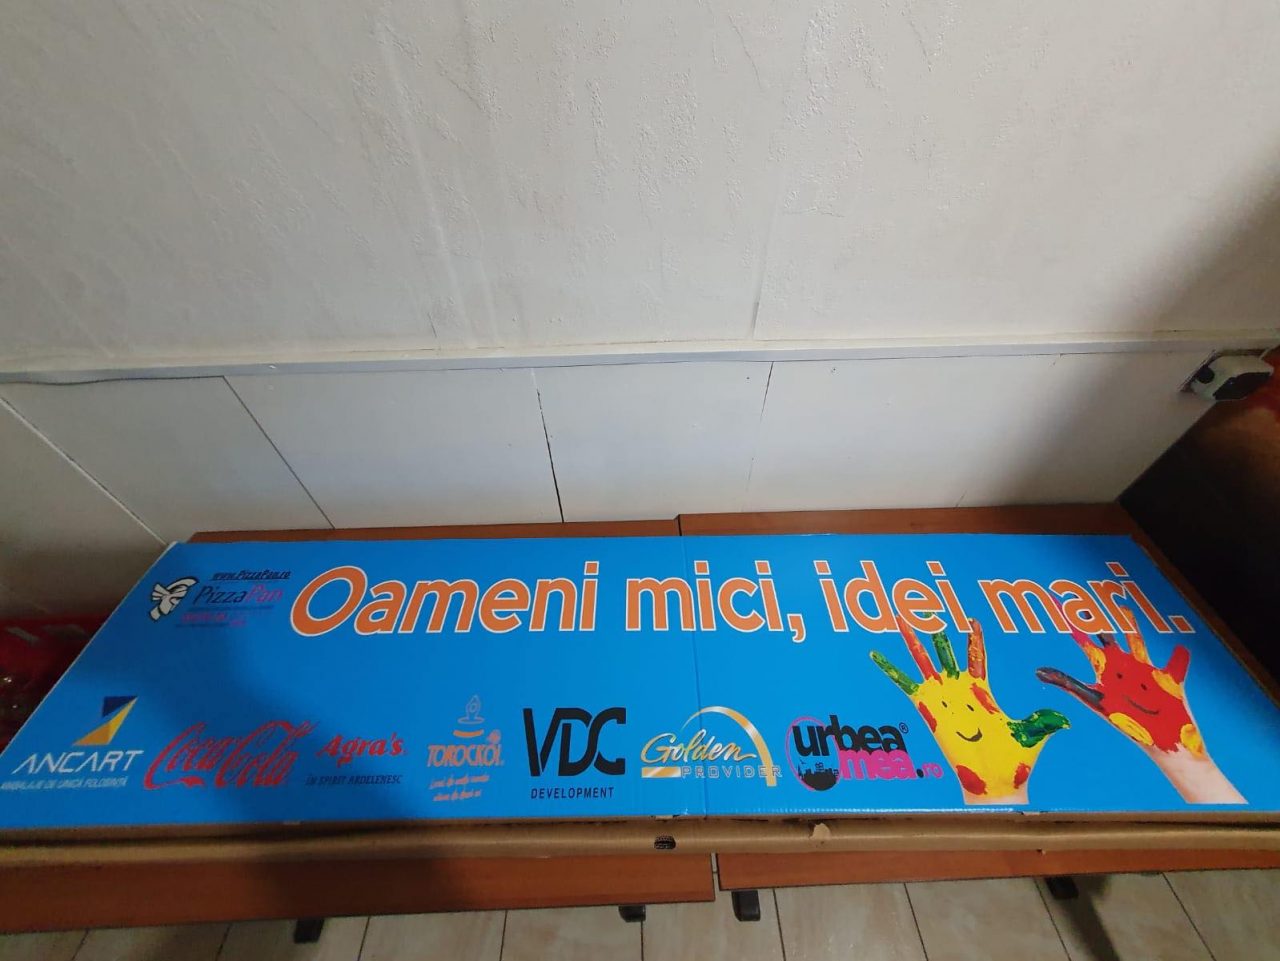 www.PizzaPan.ro
PizzaPan
Oameni mici, idei mari.
ANCART
AMBALAJE DE UNICĂ FOLOSINȚĂ
Coca-Cola
Agra's
ÎN SPIRIT ARDELENESC
TOROCKÓI
VDC
DEVELOPMENT
Golden
PROVIDER
urbea®
mea.ro